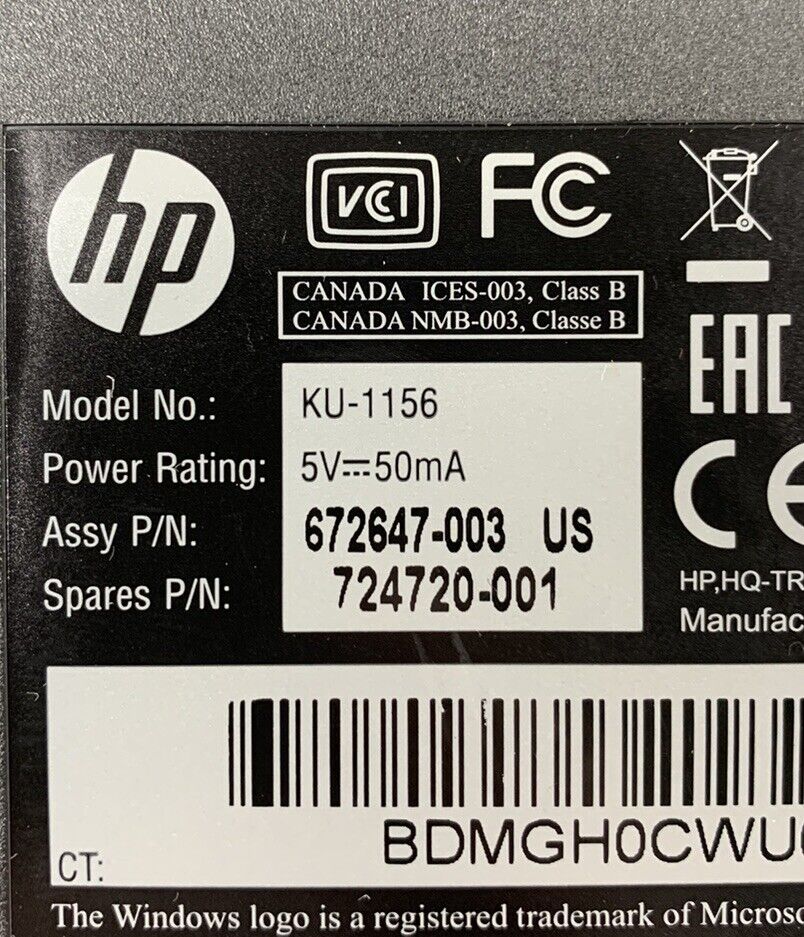 hp
VCCI FC
CANADA ICES-003, Class B
CANADA NMB-003, Classe B
EAC
Model No.: KU-1156
Power Rating: 5V⎓50mA
CE
Assy P/N: 672647-003 US
Spares P/N: 724720-001
HP,HQ-TR
Manufac
BDMGH0CWU
CT:
The Windows logo is a registered trademark of Microso